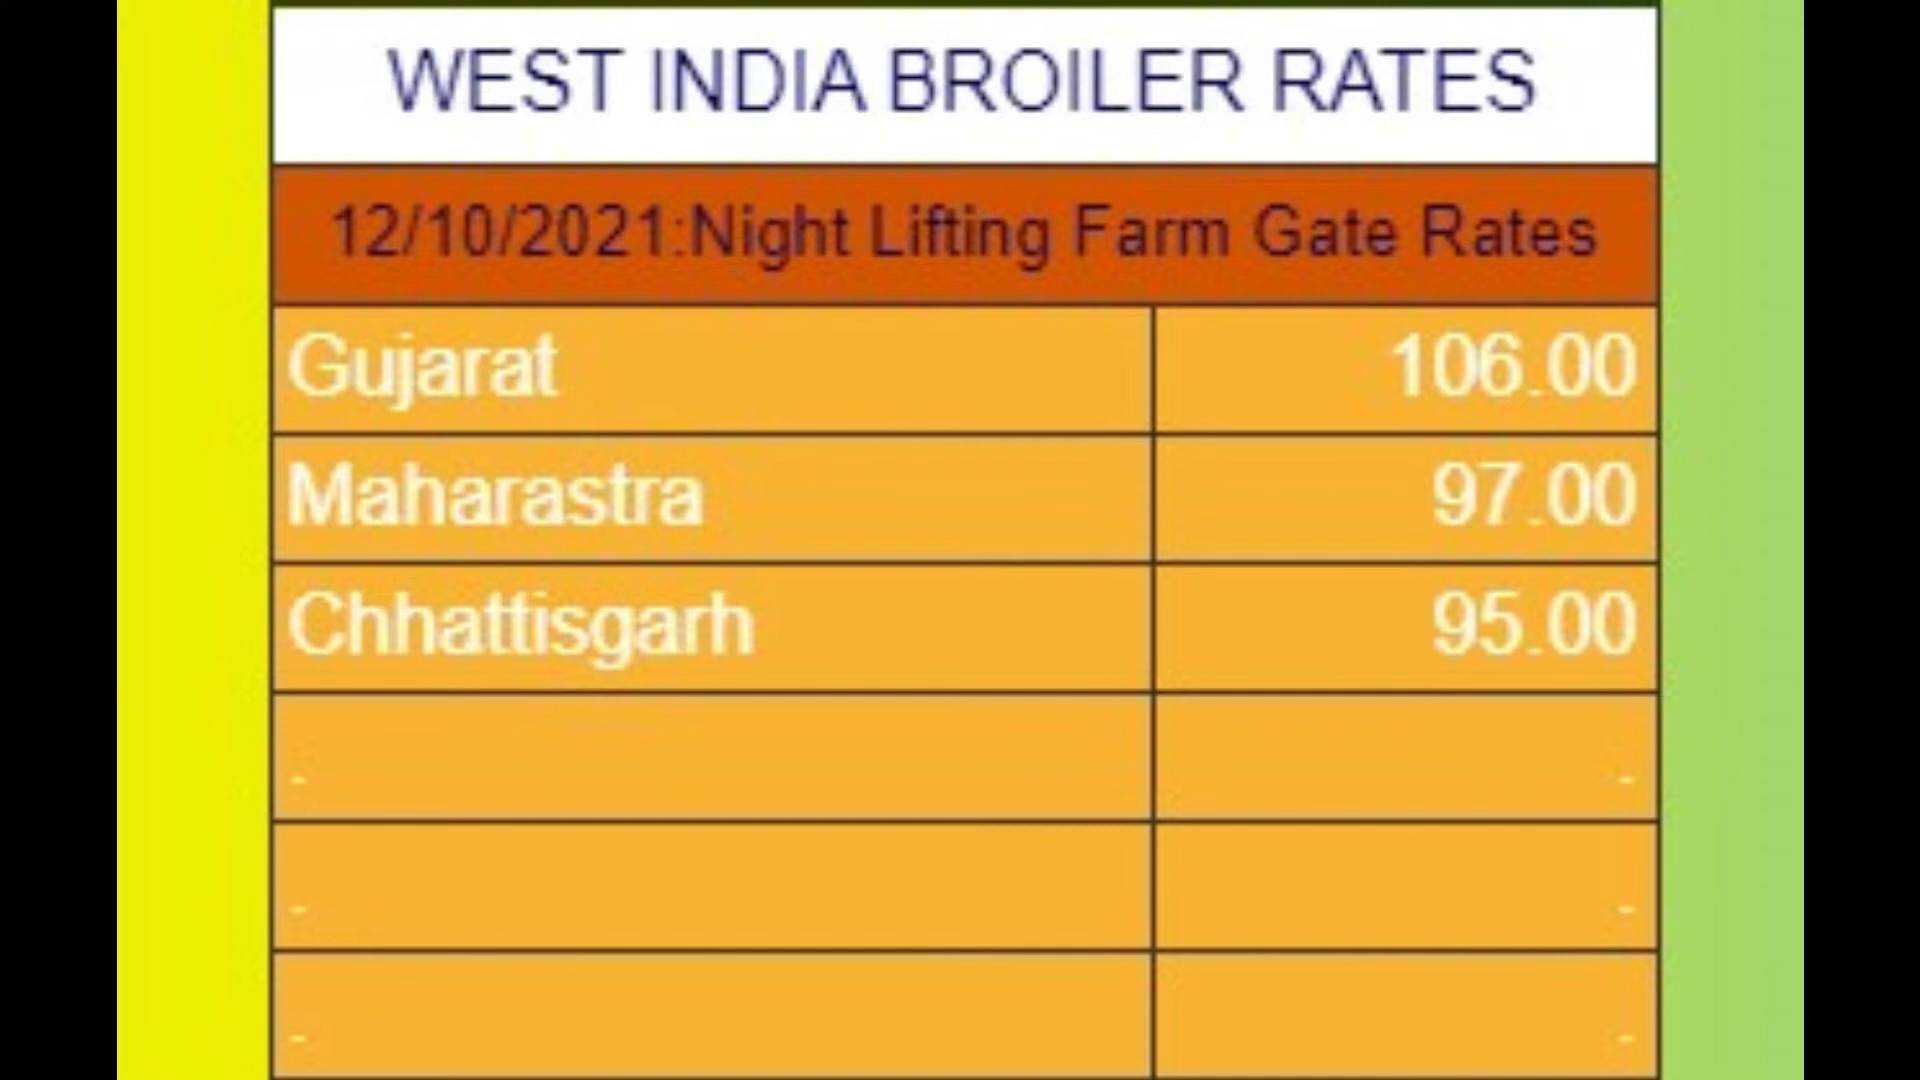 WEST INDIA BROILER RATES
12/10/2021:Night Lifting Farm Gate Rates
Gujarat 106.00
Maharastra 97.00
Chhattisgarh 95.00
- -
- -
- -